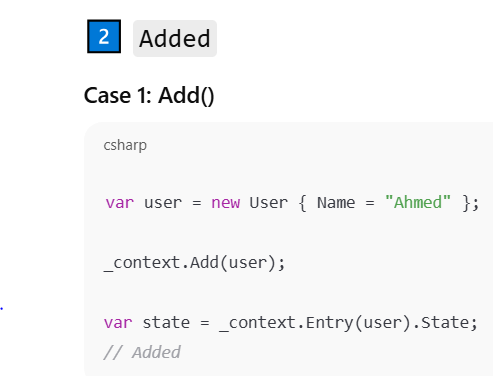 2 Added
Case 1: Add()
csharp
var user = new User { Name = "Ahmed" };
_context.Add(user);
var state = _context.Entry(user).State;
// Added